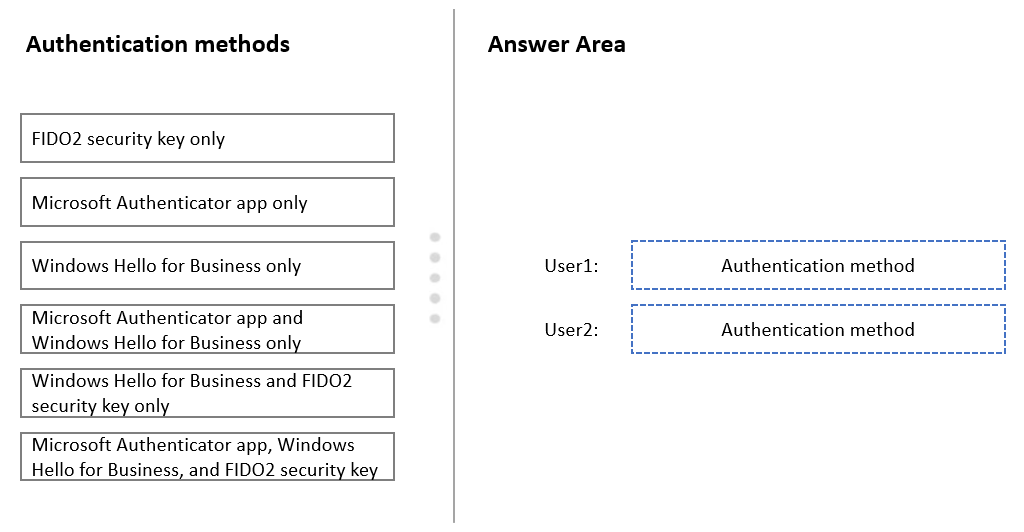 Authentication methods
FIDO2 security key only
Microsoft Authenticator app only
Windows Hello for Business only
Microsoft Authenticator app and
Windows Hello for Business only
Windows Hello for Business and FIDO2
security key only
Microsoft Authenticator app, Windows
Hello for Business, and FIDO2 security key
Answer Area
User1:
Authentication method
User2:
Authentication method